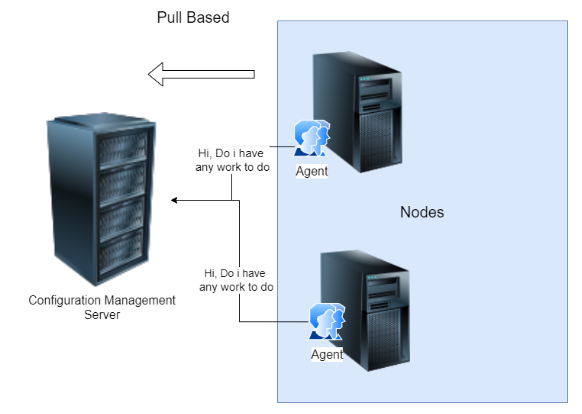 Pull Based
Hi, Do i have
any work to do
Agent
Nodes
Hi, Do i have
any work to do
Configuration Management
Server
Agent